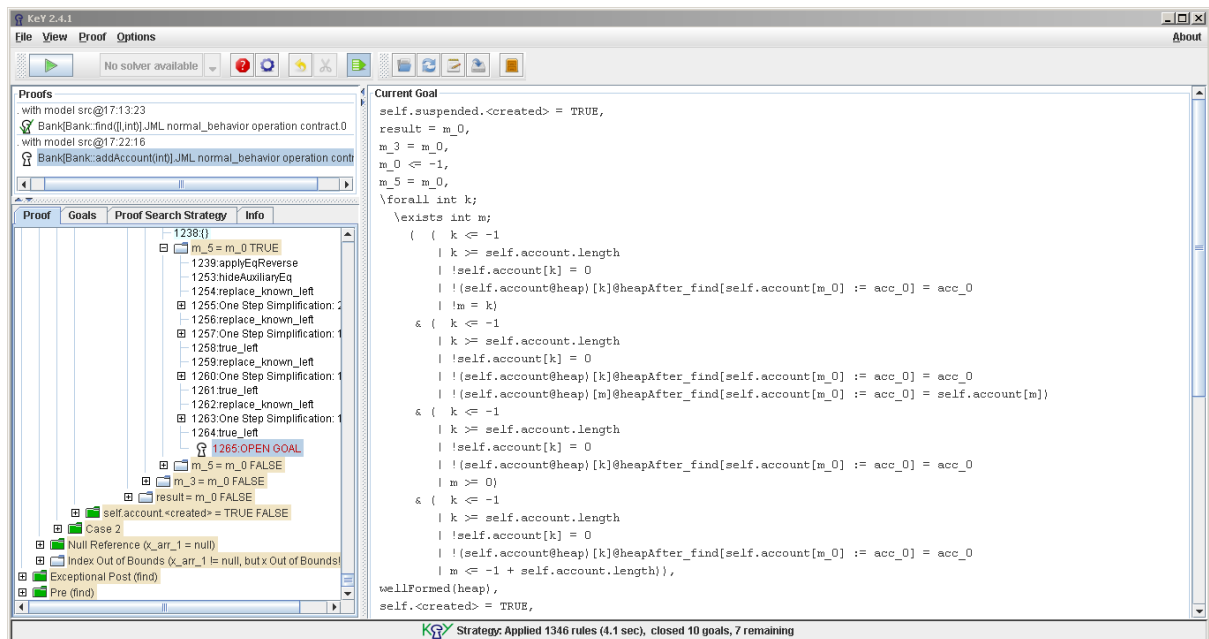 KeY 2.4.1
File View Proof Options
About
No solver available
Proofs
. with model src@17:13:23
Bank[Bank::find([I,int)].JML normal_behavior operation contract.0
. with model src@17:22:16
Bank[Bank::addAccount(int)].JML normal_behavior operation contr
Proof Goals Proof Search Strategy Info
1238:{}
m_5 = m_0 TRUE
1239:applyEqReverse
1253:hideAuxiliaryEq
1254:replace_known_left
1255:One Step Simplification: 2
1256:replace_known_left
1257:One Step Simplification: 1
1258:true_left
1259:replace_known_left
1260:One Step Simplification: 1
1261:true_left
1262:replace_known_left
1263:One Step Simplification: 1
1264:true_left
1265:OPEN GOAL
m_5 = m_0 FALSE
m_3 = m_0 FALSE
result = m_0 FALSE
self.account.<created> = TRUE FALSE
Case 2
Null Reference (x_arr_1 = null)
Index Out of Bounds (x_arr_1 != null, but x Out of Bounds!
Exceptional Post (find)
Pre (find)
Current Goal
self.suspended.<created> = TRUE,
result = m_0,
m_3 = m_0,
m_0 <= -1,
m_5 = m_0,
\forall int k;
\exists int m;
( ( k <= -1
| k >= self.account.length
| !self.account[k] = 0
| !(self.account@heap)[k]@heapAfter_find[self.account[m_0] := acc_0] = acc_0
| !m = k)
& ( k <= -1
| k >= self.account.length
| !self.account[k] = 0
| !(self.account@heap)[k]@heapAfter_find[self.account[m_0] := acc_0] = acc_0
| !(self.account@heap)[m]@heapAfter_find[self.account[m_0] := acc_0] = self.account[m])
& ( k <= -1
| k >= self.account.length
| !self.account[k] = 0
| !(self.account@heap)[k]@heapAfter_find[self.account[m_0] := acc_0] = acc_0
| m >= 0)
& ( k <= -1
| k >= self.account.length
| !self.account[k] = 0
| !(self.account@heap)[k]@heapAfter_find[self.account[m_0] := acc_0] = acc_0
| m <= -1 + self.account.length)),
wellFormed(heap),
self.<created> = TRUE,
KeY Strategy: Applied 1346 rules (4.1 sec), closed 10 goals, 7 remaining